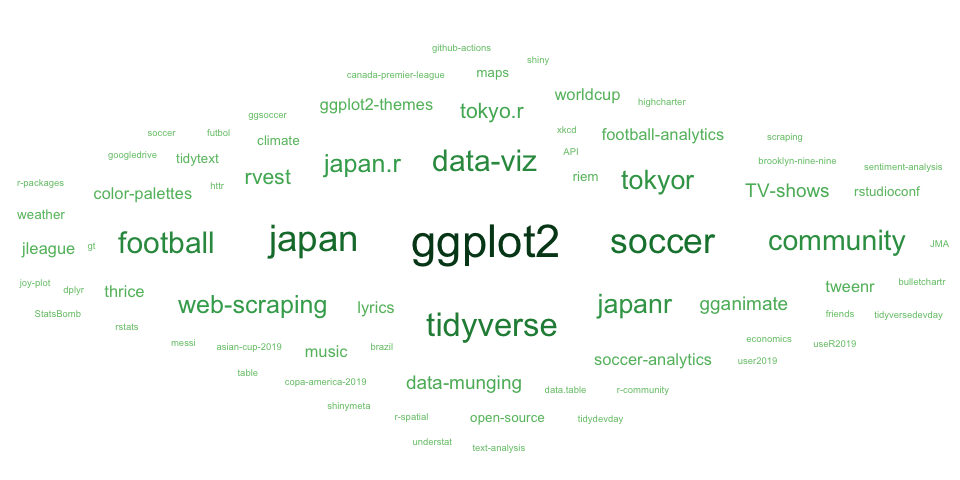 github-actions
shiny
canada-premier-league maps
ggplot2-themes tokyo.r worldcup highcharter
ggsoccer
soccer futbol climate xkcd football-analytics scraping
googledrive tidytext japan.r data-viz API brooklyn-nine-nine sentiment-analysis
r-packages color-palettes httr rvest riem tokyor TV-shows rstudioconf
weather
jleague gt football japan ggplot2 soccer community JMA
joy-plot dplyr thrice tweenr bulletchartr
StatsBomb web-scraping lyrics japanr gganimate friends tidyversedevday
rstats tidyverse
messi asian-cup-2019 music brazil economics useR2019
table soccer-analytics user2019
copa-america-2019 data-munging data.table r-community
shinymeta
r-spatial open-source tidydevday
understat text-analysis